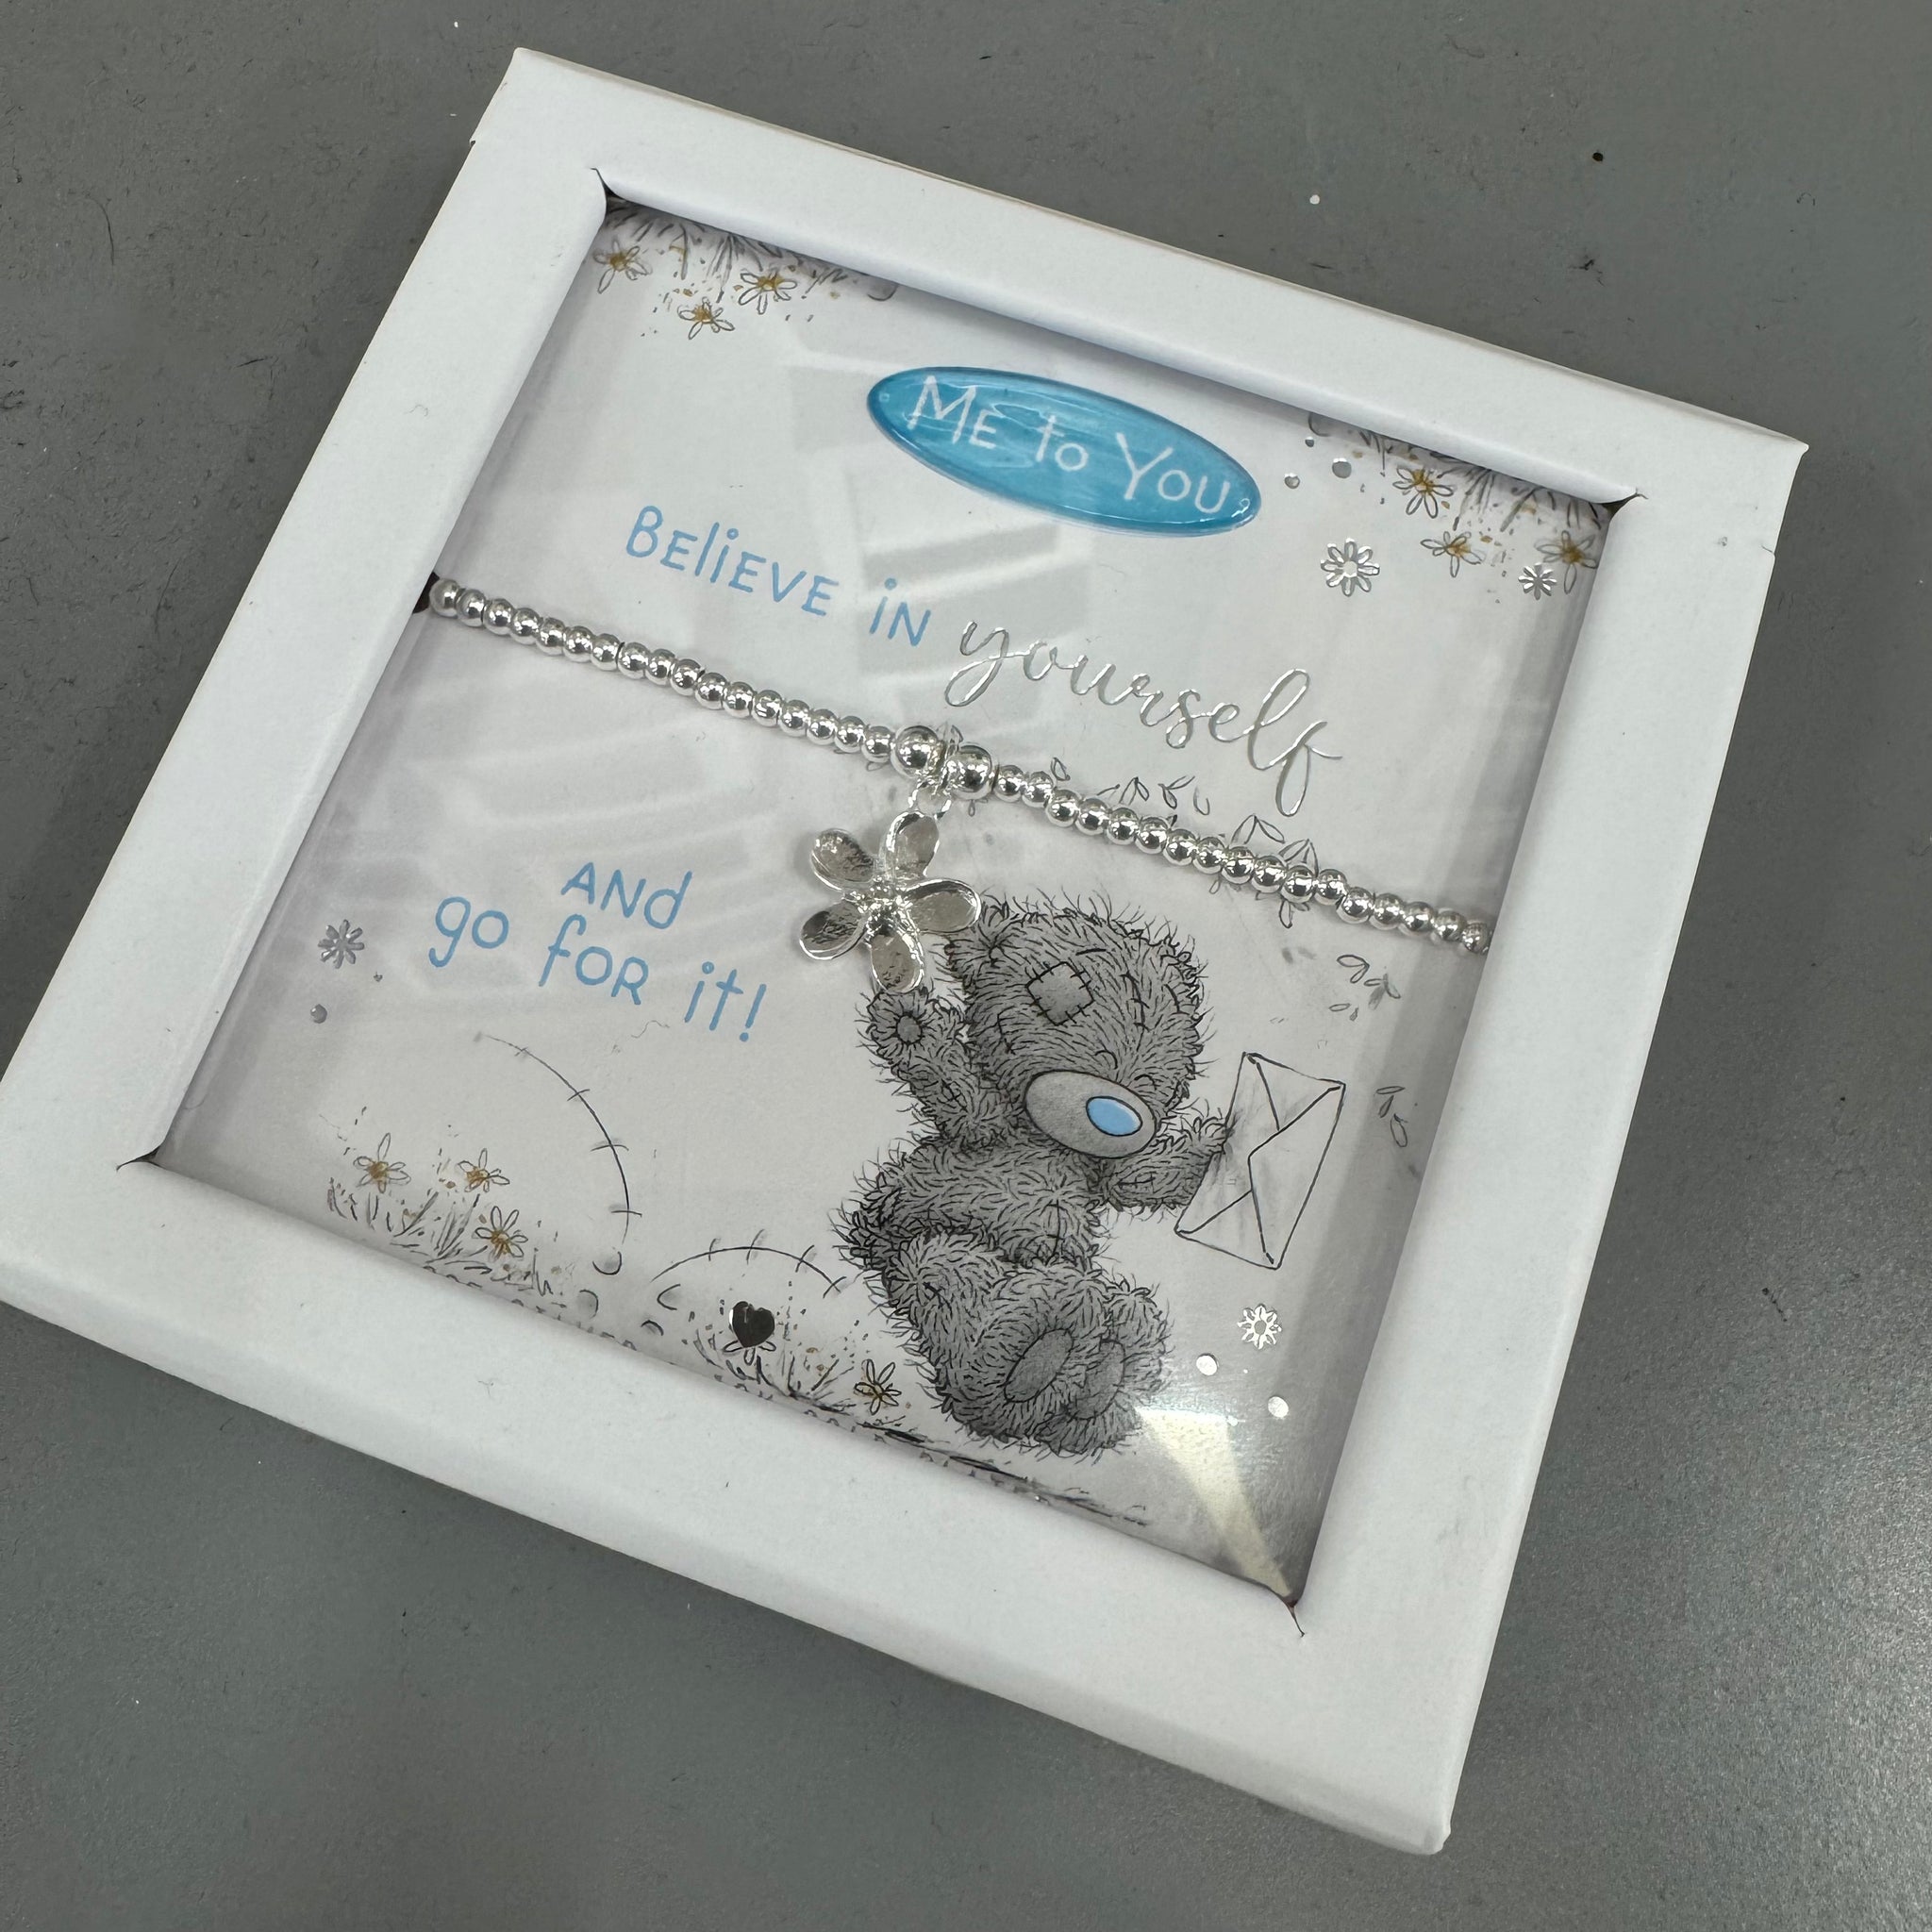 ME to YOU
BEliEVE iN yourself
ANd
go foR it!